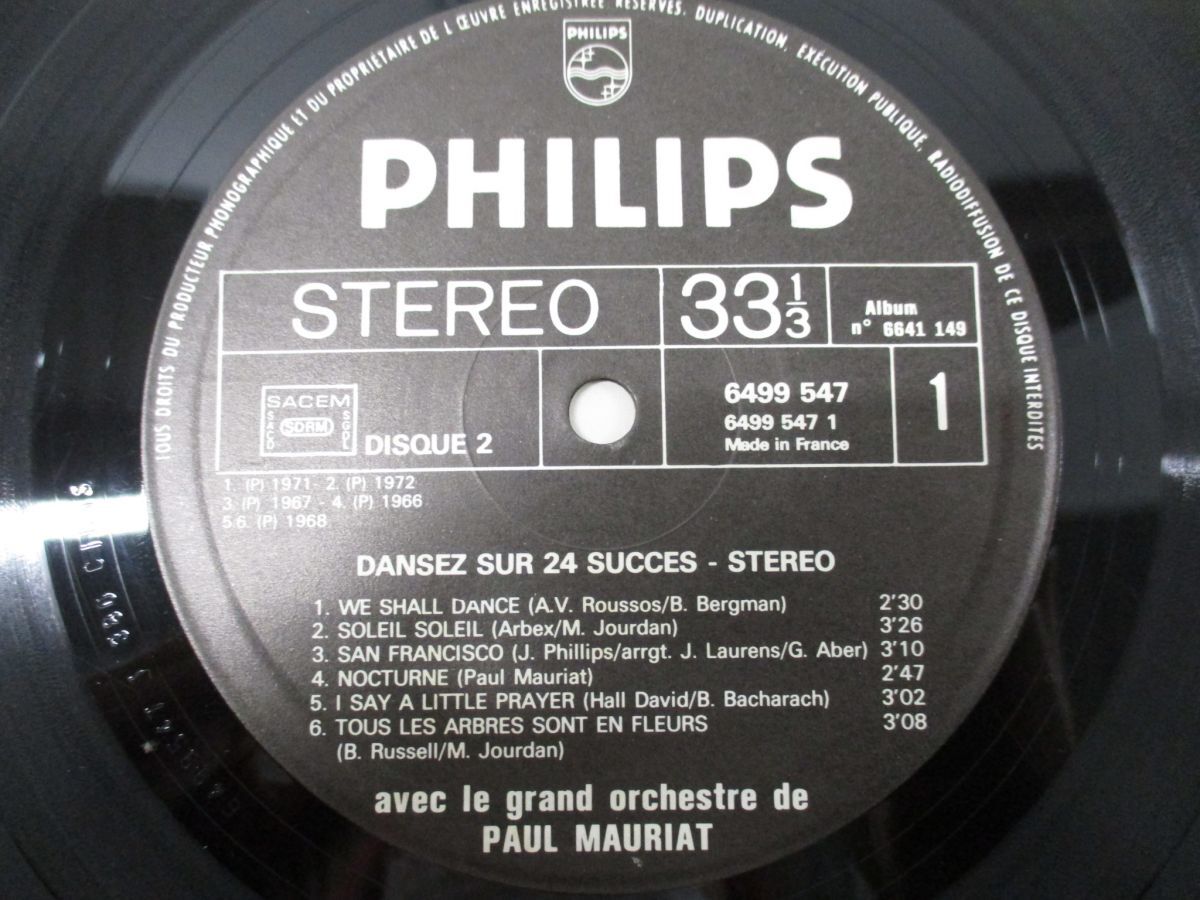 TOUS DROITS DU PRODUCTEUR PHONOGRAPHIQUE ET DU PROPRIÉTAIRE DE L'ŒUVRE ENREGISTRÉE RÉSERVÉS. DUPLICATION, EXÉCUTION PUBLIQUE, RADIODIFFUSION DE CE DISQUE INTERDITES
PHILIPS
PHILIPS
STEREO
33 1/3
Album
n° 6641 149
SACEM
SACD
SDRM
SGDL
DISQUE 2
6499 547
6499 547 1
Made in France
1
1. (P) 1971- 2. (P) 1972
3. (P) 1967 - 4. (P) 1966
5.6. (P) 1968
DANSEZ SUR 24 SUCCES - STEREO
1. WE SHALL DANCE (A.V. Roussos/B. Bergman) 2'30
2. SOLEIL SOLEIL (Arbex/M. Jourdan) 3'26
3. SAN FRANCISCO (J. Phillips/arrgt. J. Laurens/G. Aber) 3'10
4. NOCTURNE (Paul Mauriat) 2'47
5. I SAY A LITTLE PRAYER (Hall David/B. Bacharach) 3'02
6. TOUS LES ARBRES SONT EN FLEURS 3'08
(B. Russell/M. Jourdan)
avec le grand orchestre de
PAUL MAURIAT